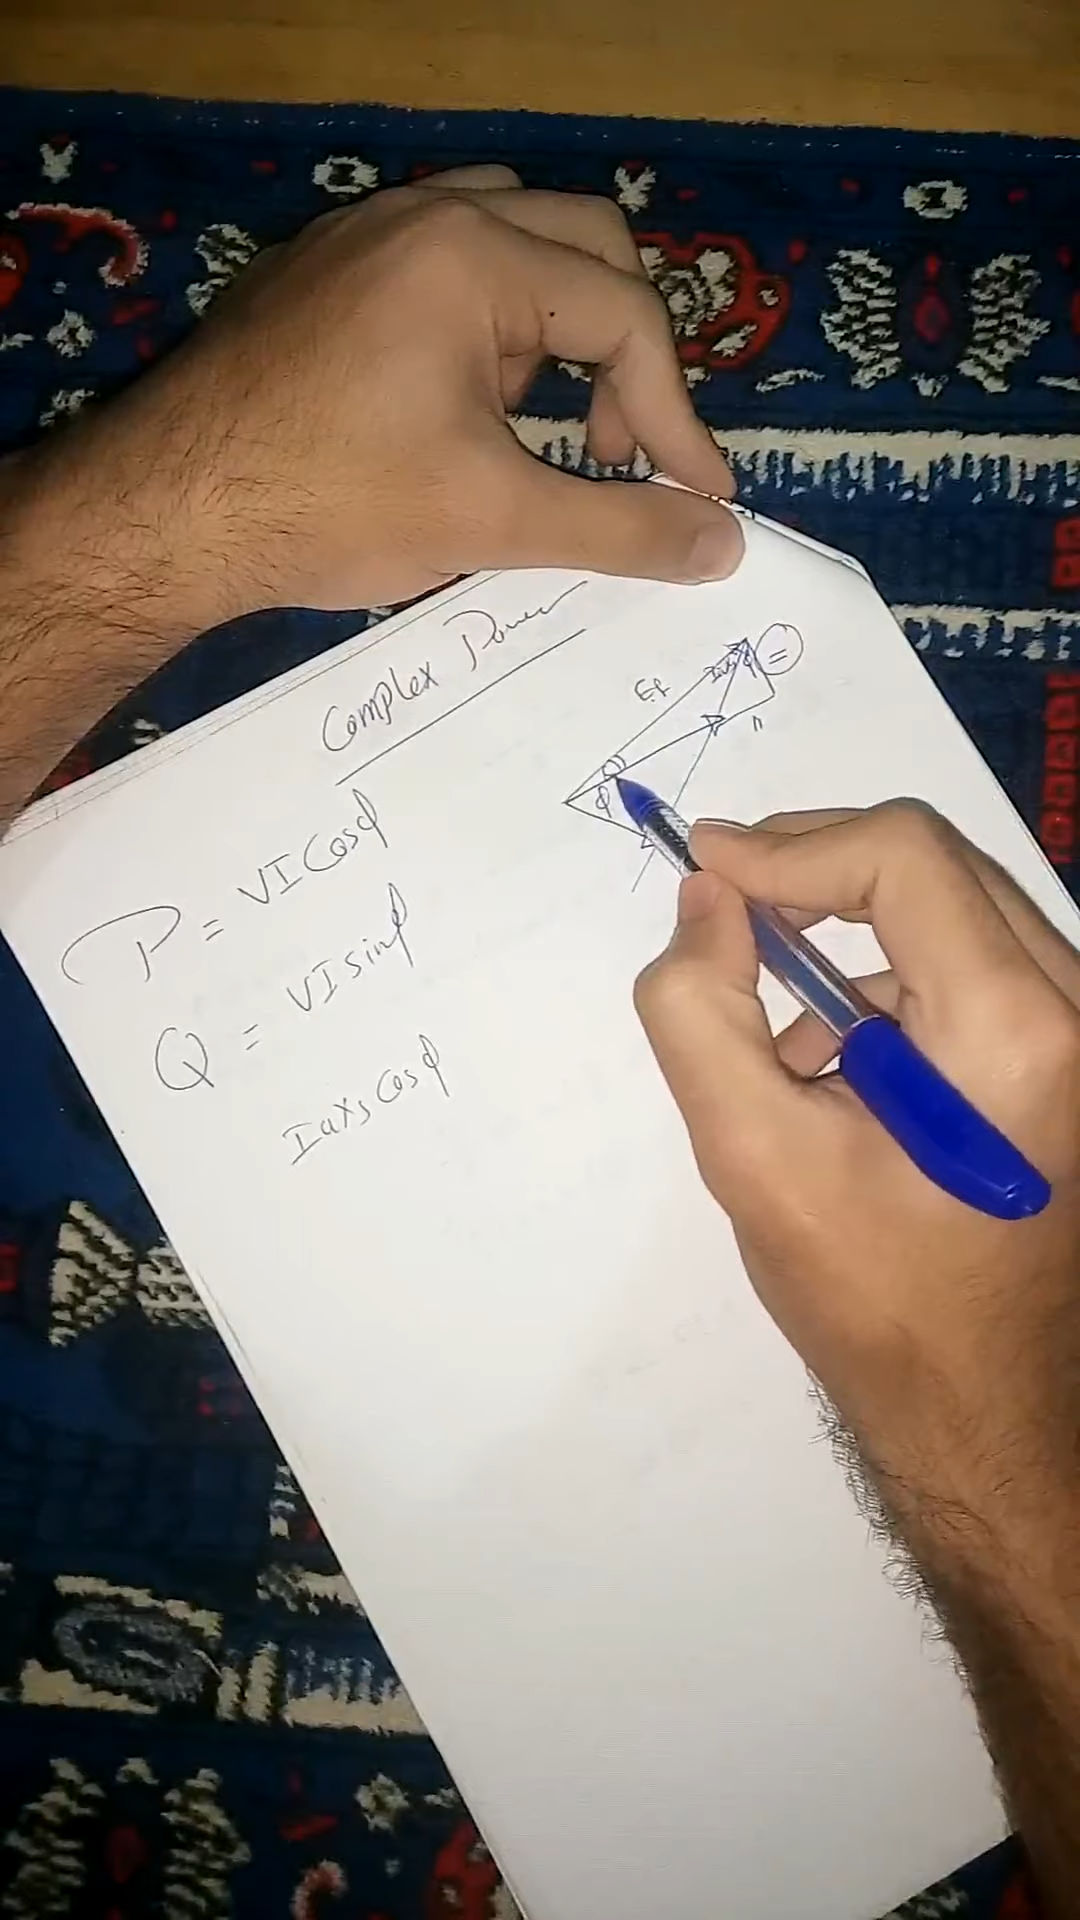 Complex Power
P = VI Cosφ
Q = VI sinφ
Iaxs Cosφ
Ef
φ
φ
=
"